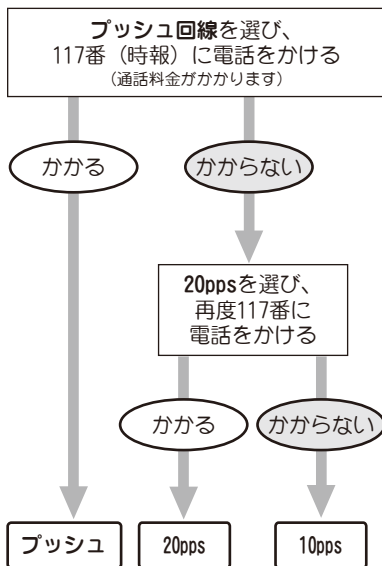 プッシュ回線を選び、
117番（時報）に電話をかける
（通話料金がかかります）
かかる
かからない
20ppsを選び、
再度117番に
電話をかける
かかる
かからない
プッシュ
20pps
10pps